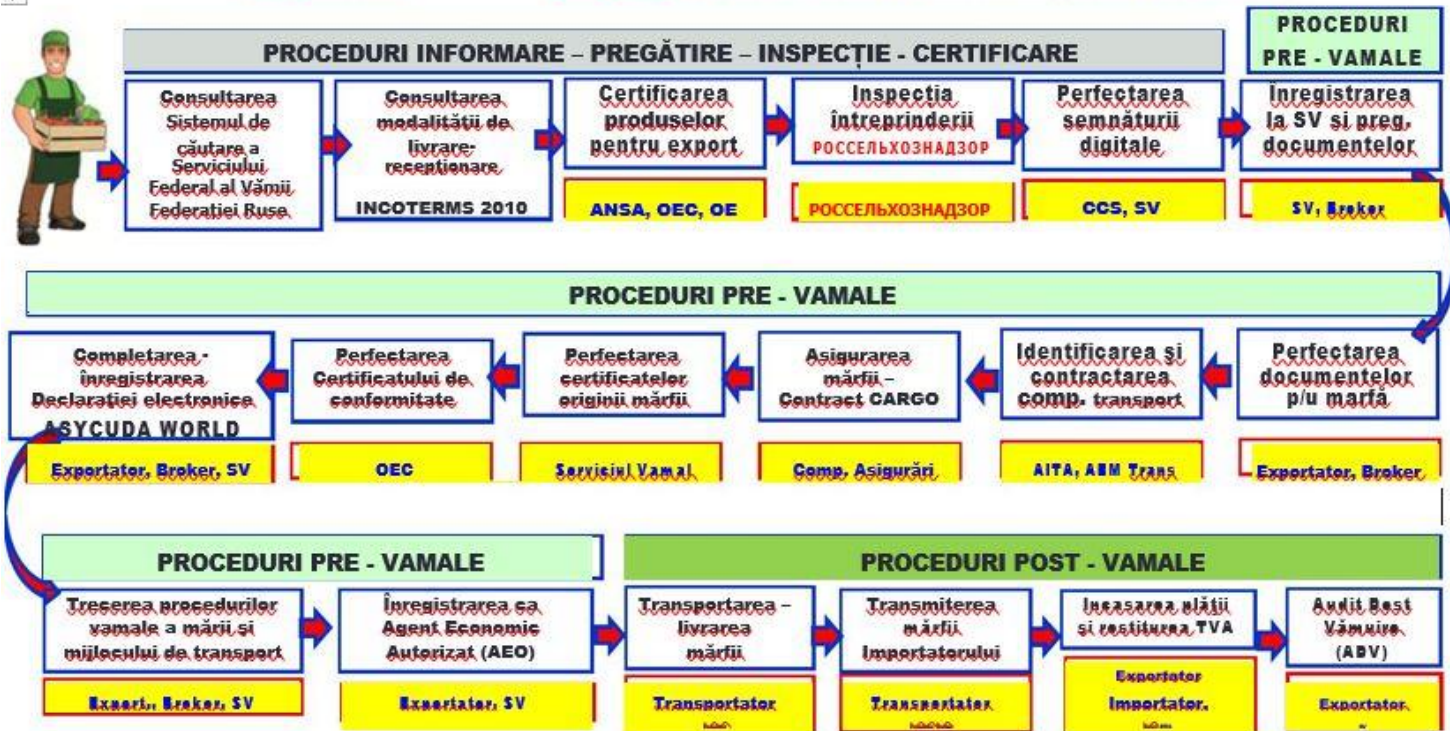 PROCEDURI INFORMARE – PREGĂTIRE – INSPECȚIE - CERTIFICARE
PROCEDURI
PRE - VAMALE
Consultarea
Sistemul de
căutare a
Serviciului
Federal al Vămii
Federației Ruse
Consultarea
modalității de
livrare-
recepționare
INCOTERMS 2010
Certificarea
produselor
pentru export
ANSA, OEC, OE
Inspecția
întreprinderii
РОССЕЛЬХОЗНАДЗОР
РОССЕЛЬХОЗНАДЗОР
Perfectarea
semnăturii
digitale
CCS, SV
Înregistrarea
la SV si preg.
documentelor
SV, Broker
PROCEDURI PRE - VAMALE
Perfectarea
documentelor
p/u marfă
Exportator, Broker
Identificarea și
contractarea
comp. transport
AITA, ABM Trans
Asigurarea
mărfii –
Contract CARGO
Comp. Asigurări
Perfectarea
certificatelor
originii mărfii
Serviciul Vamal
Perfectarea
Certificatului de
conformitate
OEC
Completarea -
înregistrarea
Declarației electronice
ASYCUDA WORLD
Exportator, Broker, SV
PROCEDURI PRE - VAMALE
PROCEDURI POST - VAMALE
Trecerea procedurilor
vamale a mării și
mijlocului de transport
Export., Broker, SV
Înregistrarea ca
Agent Economic
Autorizat (AEO)
Exportator, SV
Transportarea –
livrarea
mărfii
Transportator
Transmiterea
mărfii
Importatorului
Transportator
Incasarea plății
și restiturea TVA
Exportator
Importator,
Audit Post
Vămuire
(APV)
Exportator